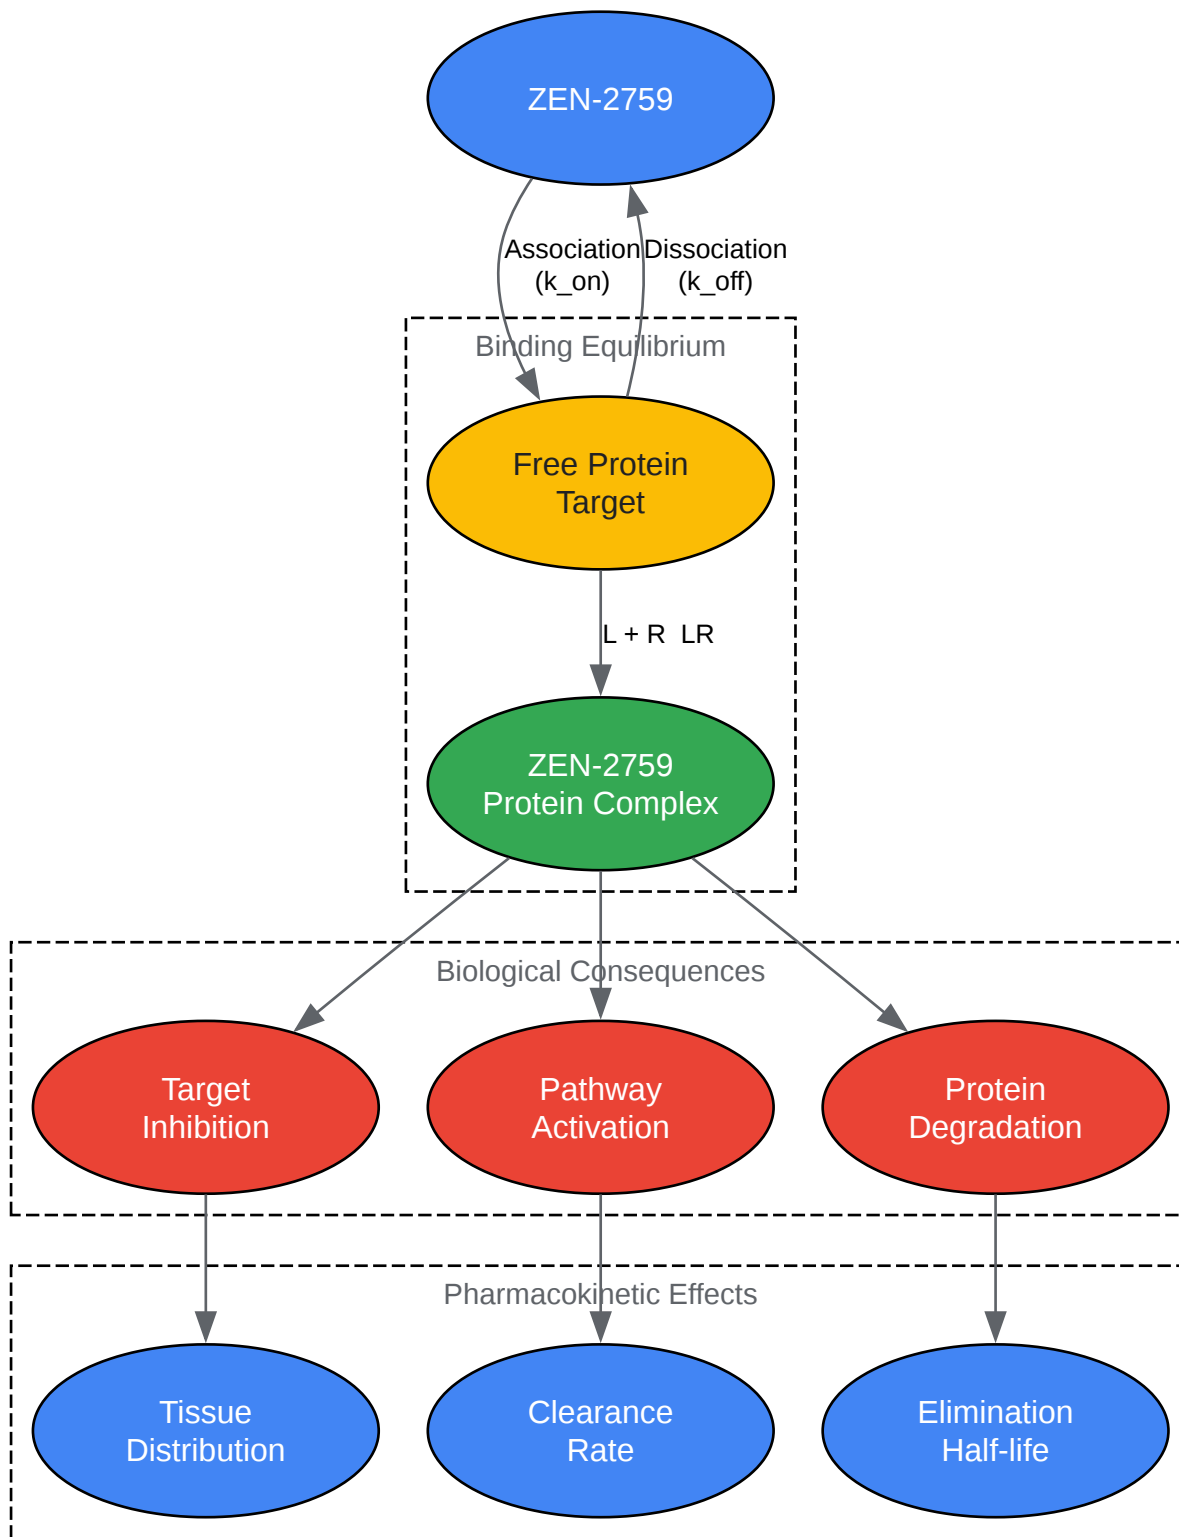 ZEN-2759
Association
(k_on)
Dissociation
(k_off)
Binding Equilibrium
Free Protein
Target
L + R  LR
ZEN-2759
Protein Complex
Biological Consequences
Target
Inhibition
Pathway
Activation
Protein
Degradation
Pharmacokinetic Effects
Tissue
Distribution
Clearance
Rate
Elimination
Half-life